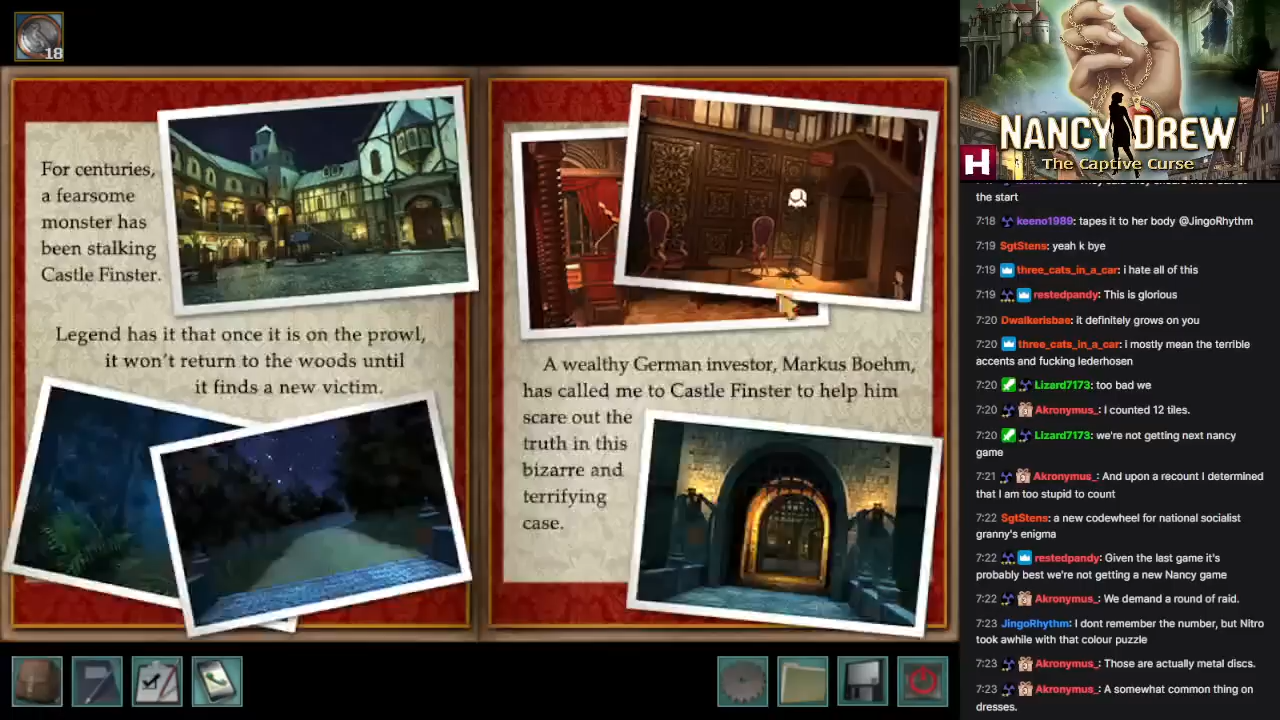 18
For centuries,
a fearsome
monster has
been stalking
Castle Finster.
Legend has it that once it is on the prowl,
it won't return to the woods until
it finds a new victim.
A wealthy German investor, Markus Boehm,
has called me to Castle Finster to help him
scare out the
truth in this
bizarre and
terrifying
case.
NANCY DREW
The Captive Curse
H
the start
7:18 keeno1989: tapes it to her body @JingoRhythm
7:19 SgtStens: yeah k bye
7:19 three_cats_in_a_car: i hate all of this
7:19 restedpandy: This is glorious
7:20 Dwalkerisbae: it definitely grows on you
7:20 three_cats_in_a_car: i mostly mean the terrible
accents and fucking lederhosen
7:20 Lizard7173: too bad we
7:20 Akronymus_: I counted 12 tiles.
7:20 Lizard7173: we're not getting next nancy
game
7:21 Akronymus_: And upon a recount I determined
that I am too stupid to count
7:22 SgtStens: a new codewheel for national socialist
granny's enigma
7:22 restedpandy: Given the last game it's
probably best we're not getting a new Nancy game
7:22 Akronymus_: We demand a round of raid.
7:23 JingoRhythm: I dont remember the number, but Nitro
took awhile with that colour puzzle
7:23 Akronymus_: Those are actually metal discs.
7:23 Akronymus_: A somewhat common thing on
dresses.